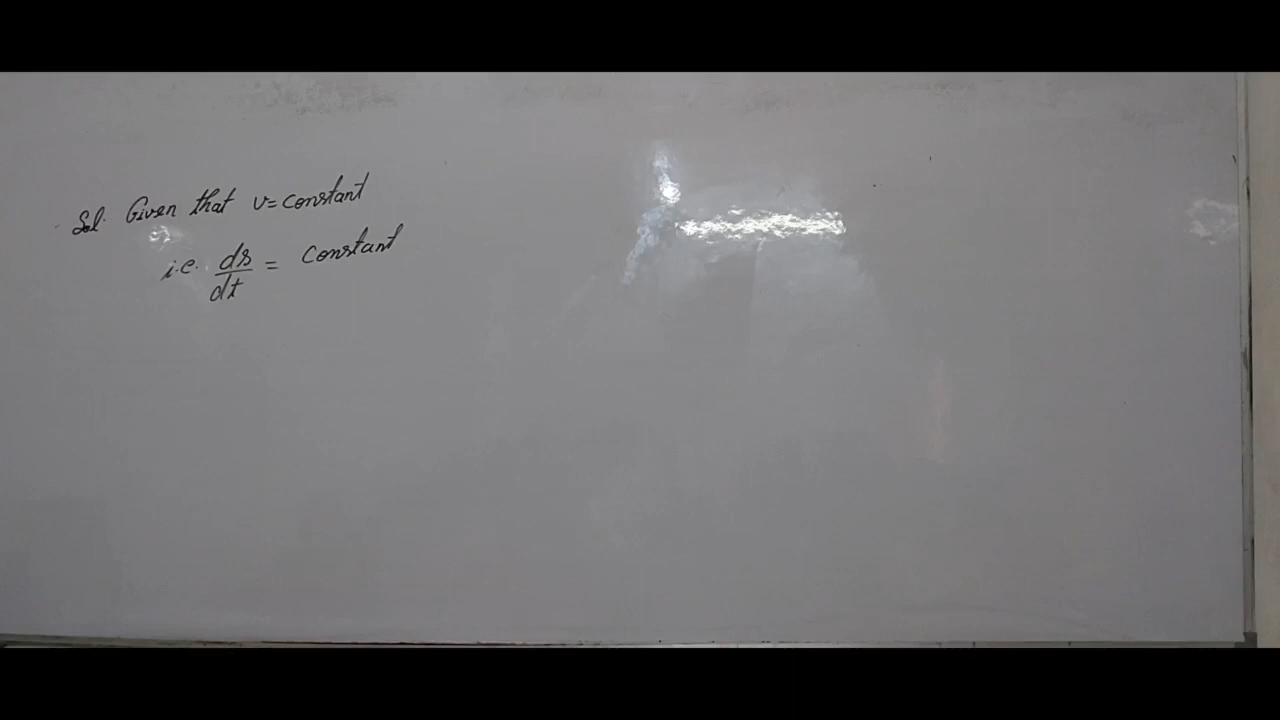 Sol. Given that v = constant
i.e. ds/dt = constant